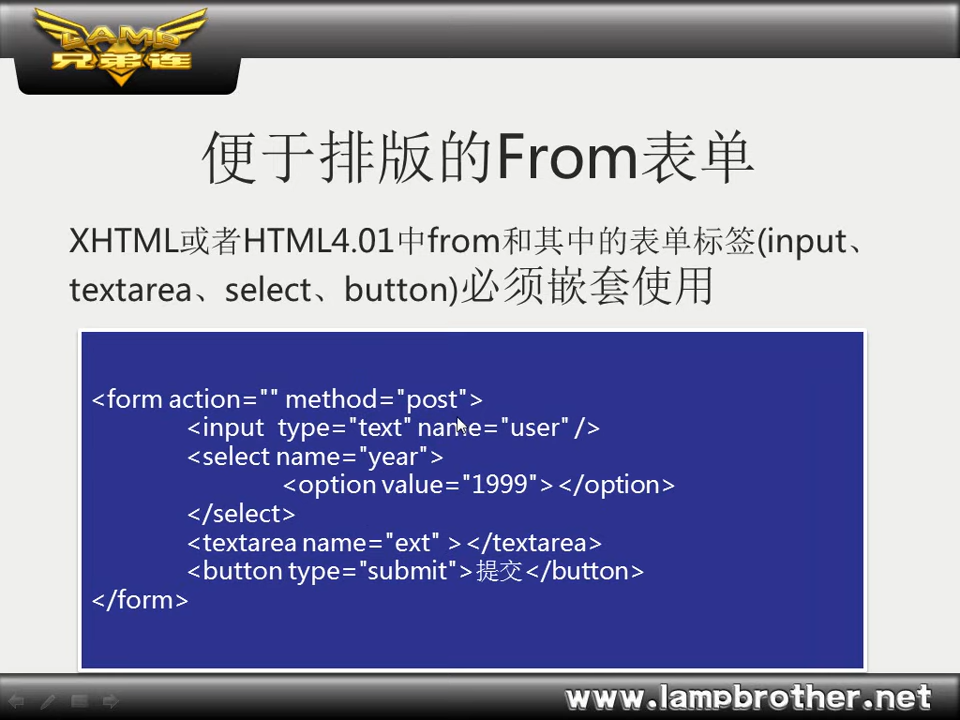 LAMP
兄弟连
便于排版的From表单
XHTML或者HTML4.01中from和其中的表单标签(input、
textarea、select、button)必须嵌套使用
<form action="" method="post">
<input type="text" name="user" />
<select name="year">
<option value="1999"></option>
</select>
<textarea name="ext" ></textarea>
<button type="submit">提交</button>
</form>
www.lampbrother.net